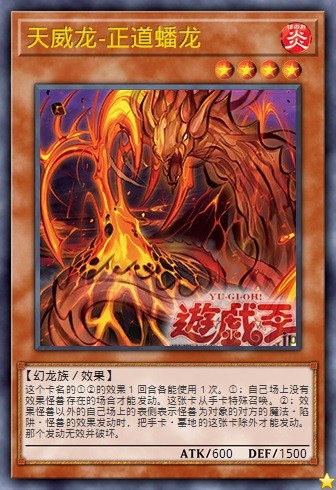 天威龙-正道蟠龙
炎
YU-GI-OH!
遊戯王
【幻龙族/效果】
这个卡名的①②的效果1回合各能使用1次。①：自己场上没有
效果怪兽存在的场合才能发动。这张卡从手卡特殊召唤。②：效
果怪兽以外的自己场上的表侧表示怪兽为对象的对方的魔法·陷
阱·怪兽的效果发动时，把手卡·墓地的这张卡除外才能发动。
那个发动无效并破坏。
ATK/600 DEF/1500